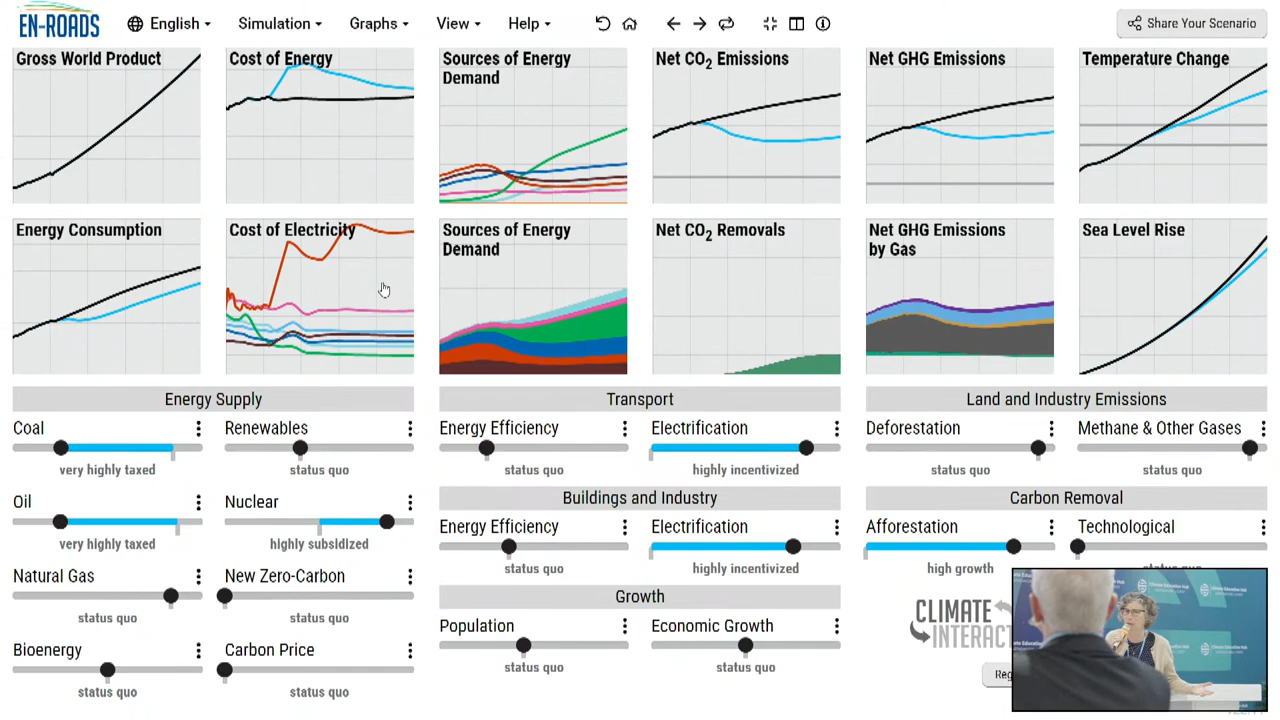 EN-ROADS
English
Simulation
Graphs
View
Help
Share Your Scenario
Gross World Product
Cost of Energy
Sources of Energy
Demand
Net CO₂ Emissions
Net GHG Emissions
Temperature Change
Energy Consumption
Cost of Electricity
Sources of Energy
Demand
Net CO₂ Removals
Net GHG Emissions
by Gas
Sea Level Rise
Energy Supply
Transport
Land and Industry Emissions
Coal
very highly taxed
Renewables
status quo
Energy Efficiency
status quo
Electrification
highly incentivized
Deforestation
status quo
Methane & Other Gases
status quo
Oil
very highly taxed
Nuclear
highly subsidized
Buildings and Industry
Energy Efficiency
status quo
Electrification
highly incentivized
Carbon Removal
Afforestation
high growth
Technological
status quo
Natural Gas
status quo
New Zero-Carbon
status quo
Growth
Population
status quo
Economic Growth
status quo
Bioenergy
status quo
Carbon Price
status quo
CLIMATE
INTERAC
Climate Education Hub